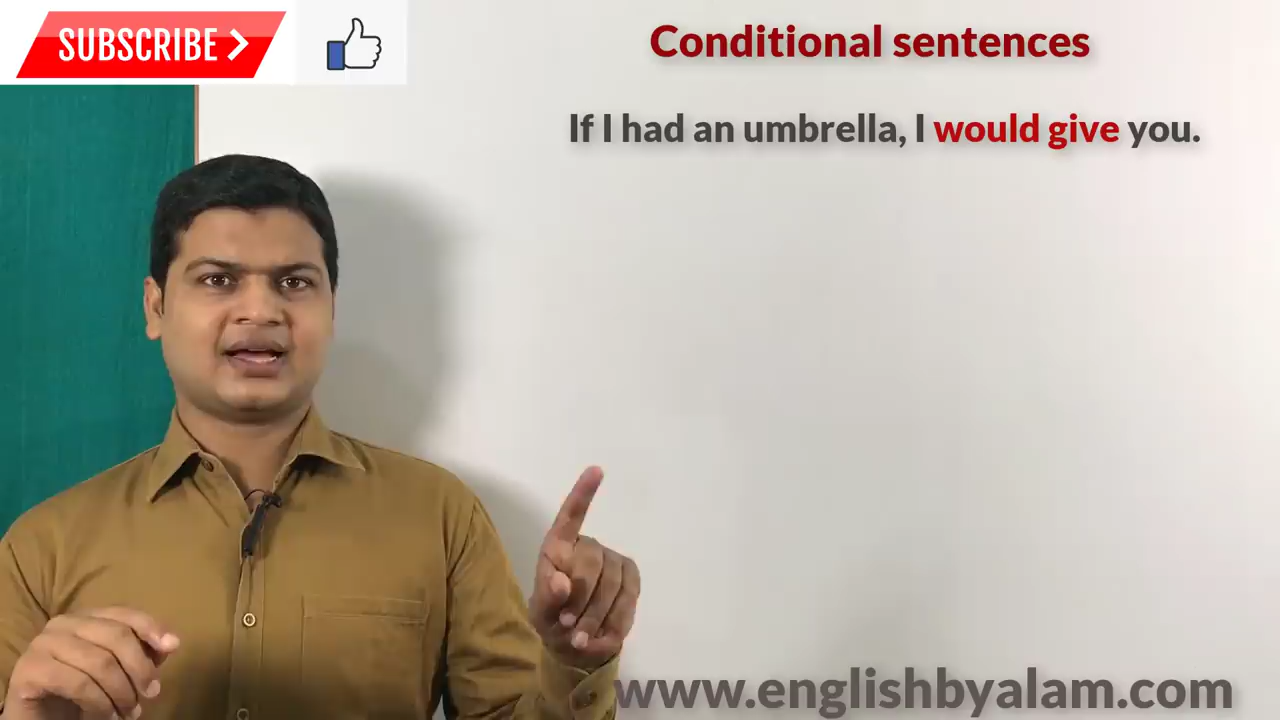 SUBSCRIBE
Conditional sentences
If I had an umbrella, I would give you.
www.englishbyalam.com